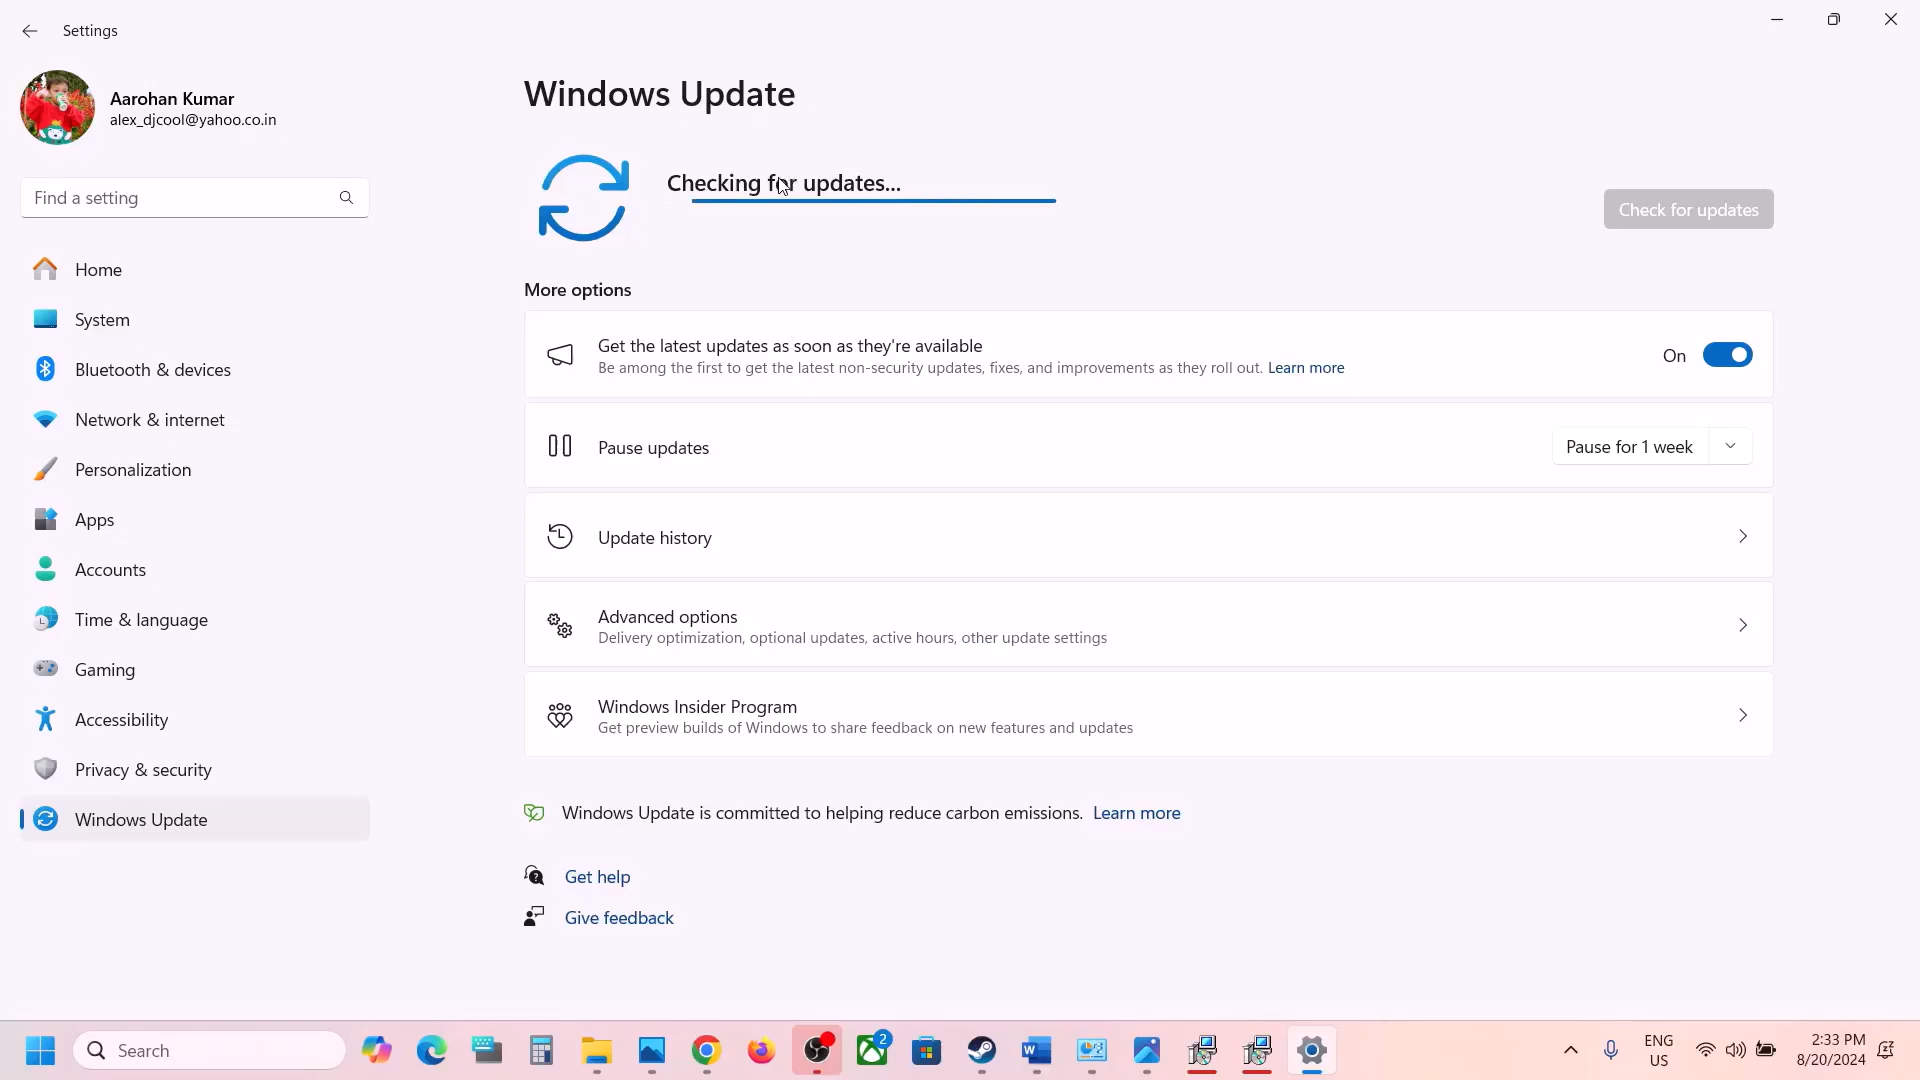 Settings
Aarohan Kumar
alex_djcool@yahoo.co.in
Find a setting
Home
System
Bluetooth & devices
Network & internet
Personalization
Apps
Accounts
Time & language
Gaming
Accessibility
Privacy & security
Windows Update
Windows Update
Checking for updates...
Check for updates
More options
Get the latest updates as soon as they're available
Be among the first to get the latest non-security updates, fixes, and improvements as they roll out. Learn more
On
Pause updates
Pause for 1 week
Update history
Advanced options
Delivery optimization, optional updates, active hours, other update settings
Windows Insider Program
Get preview builds of Windows to share feedback on new features and updates
Windows Update is committed to helping reduce carbon emissions. Learn more
Get help
Give feedback
Search
2
ENG
US
2:33 PM
8/20/2024